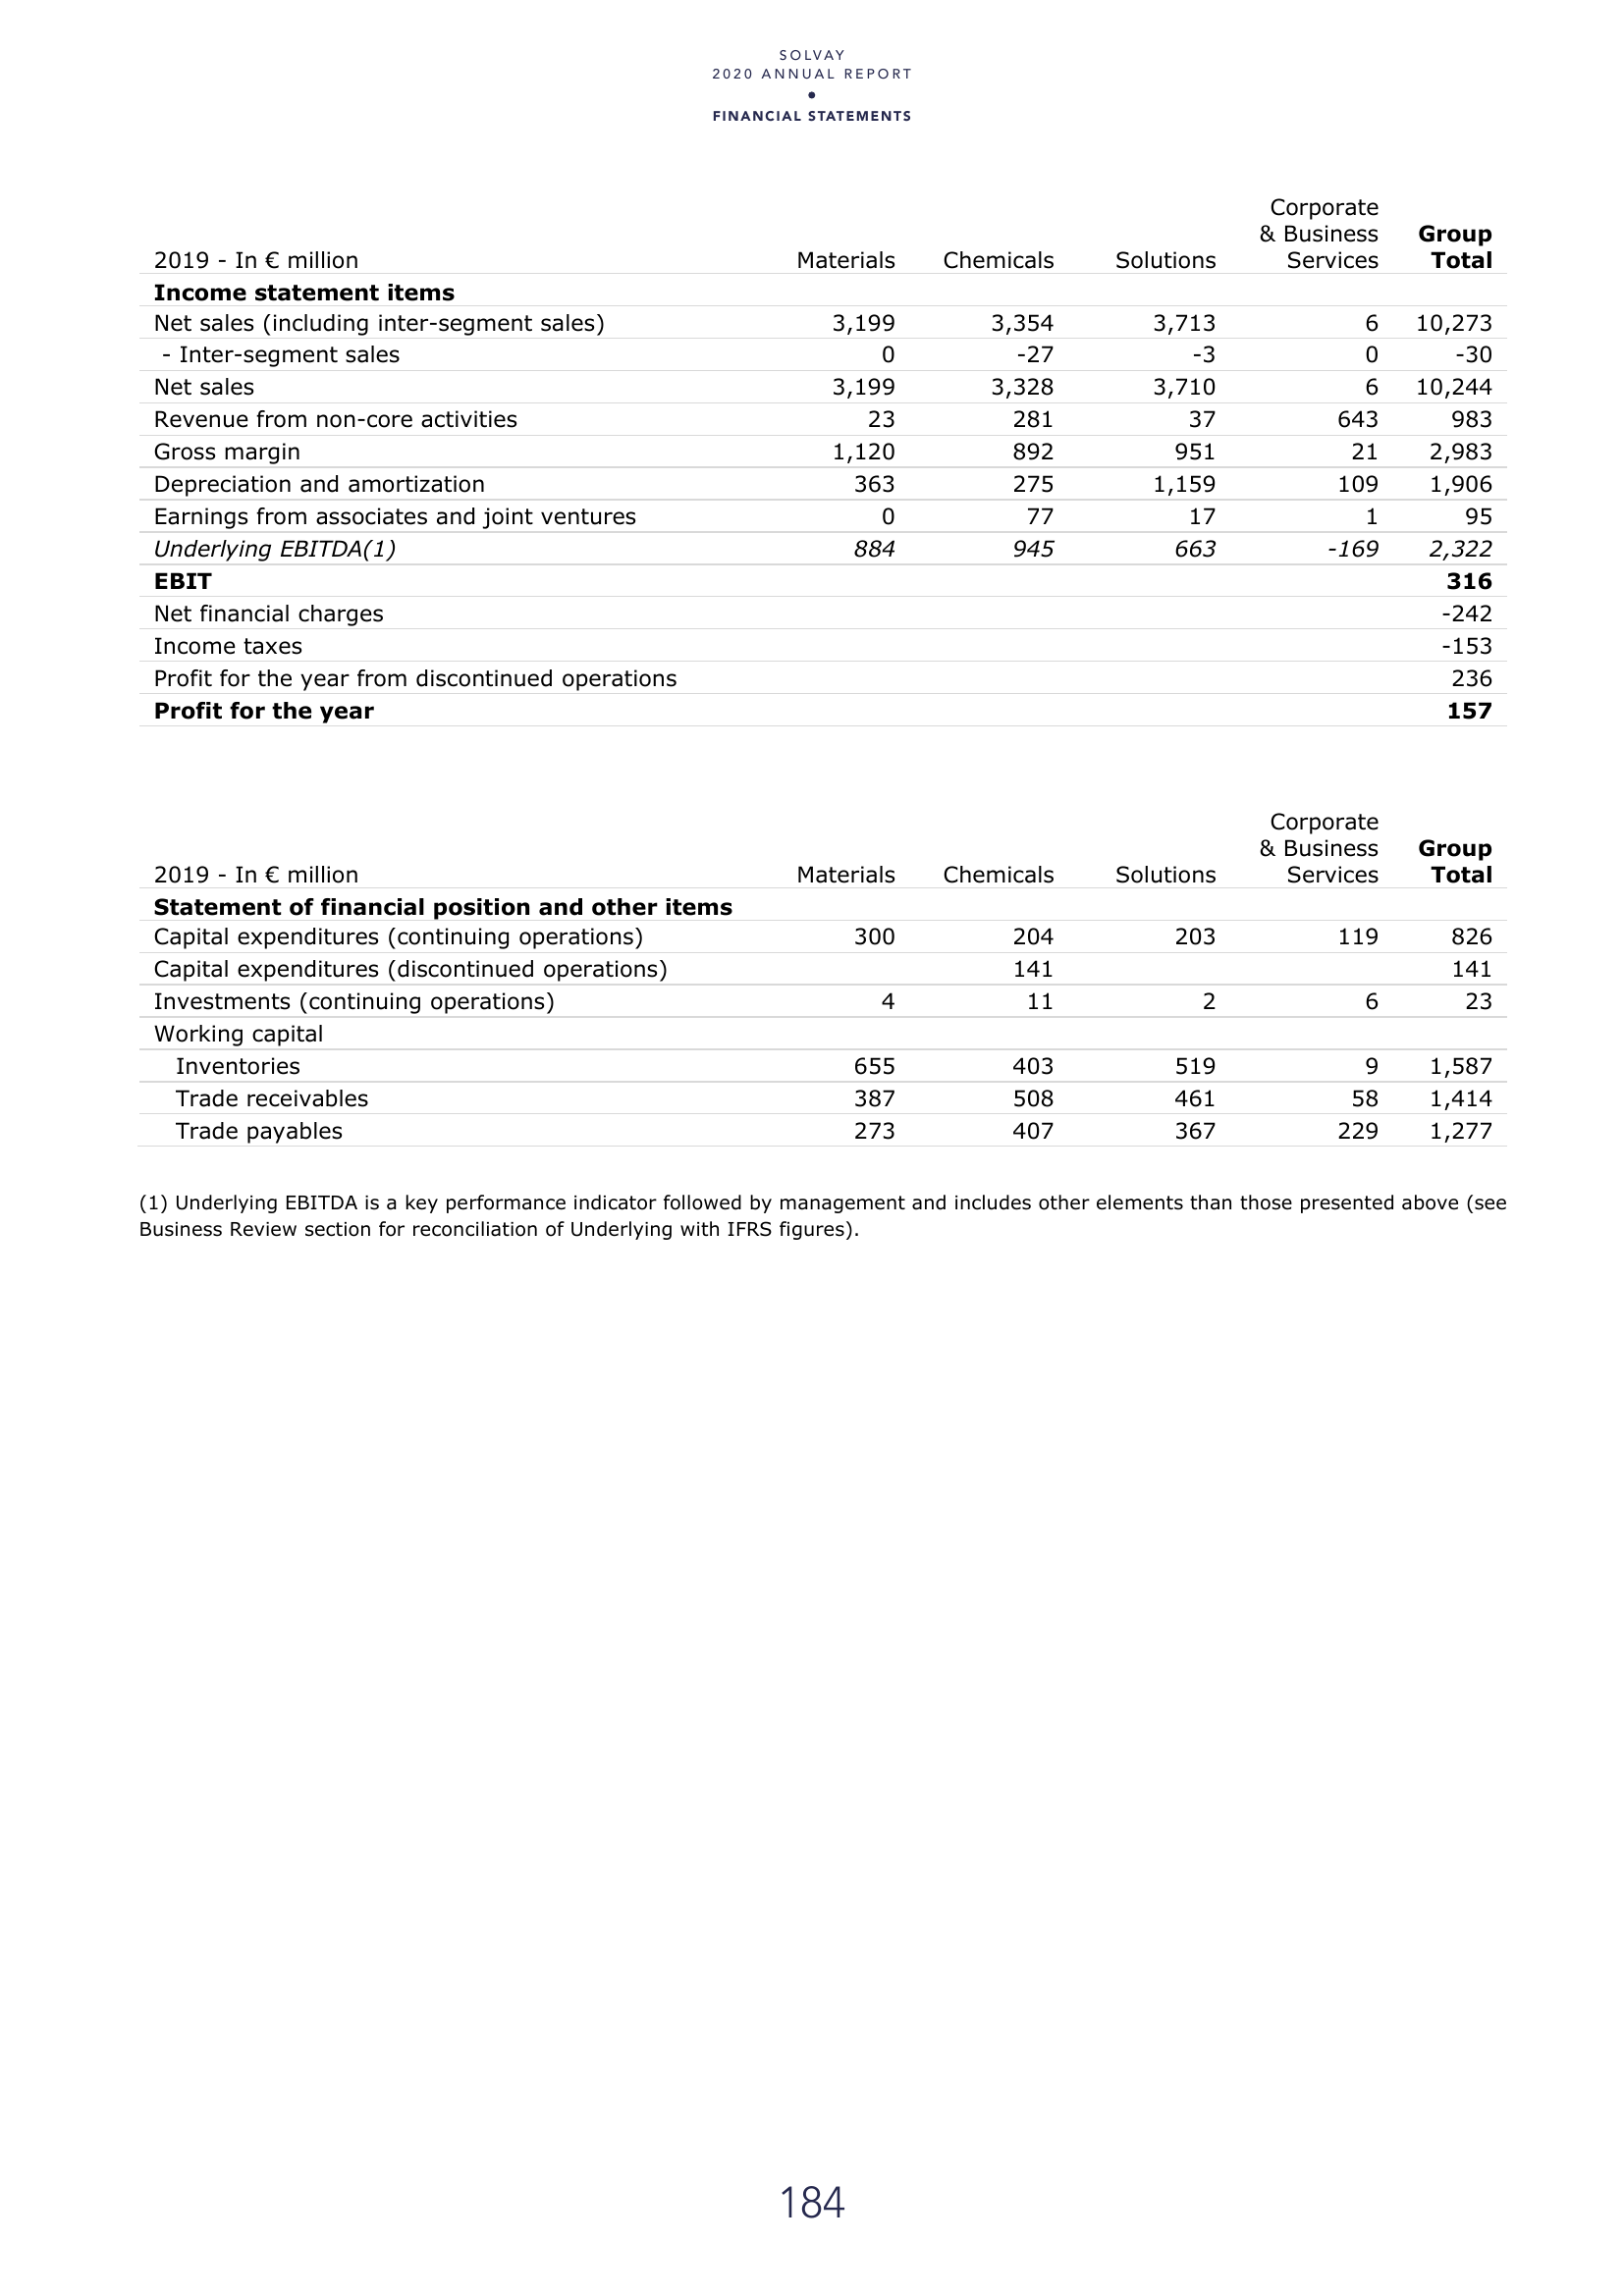 SOLVAY
2020 ANNUAL REPORT
•
FINANCIAL STATEMENTS
Corporate
& Business Group
2019 - In € million Materials Chemicals Solutions Services Total
Income statement items
Net sales (including inter-segment sales) 3,199 3,354 3,713 6 10,273
- Inter-segment sales 0 -27 -3 0 -30
Net sales 3,199 3,328 3,710 6 10,244
Revenue from non-core activities 23 281 37 643 983
Gross margin 1,120 892 951 21 2,983
Depreciation and amortization 363 275 1,159 109 1,906
Earnings from associates and joint ventures 0 77 17 1 95
Underlying EBITDA(1) 884 945 663 -169 2,322
EBIT 316
Net financial charges -242
Income taxes -153
Profit for the year from discontinued operations 236
Profit for the year 157
Corporate
& Business Group
2019 - In € million Materials Chemicals Solutions Services Total
Statement of financial position and other items
Capital expenditures (continuing operations) 300 204 203 119 826
Capital expenditures (discontinued operations) 141 141
Investments (continuing operations) 4 11 2 6 23
Working capital
Inventories 655 403 519 9 1,587
Trade receivables 387 508 461 58 1,414
Trade payables 273 407 367 229 1,277
(1) Underlying EBITDA is a key performance indicator followed by management and includes other elements than those presented above (see
Business Review section for reconciliation of Underlying with IFRS figures).
184